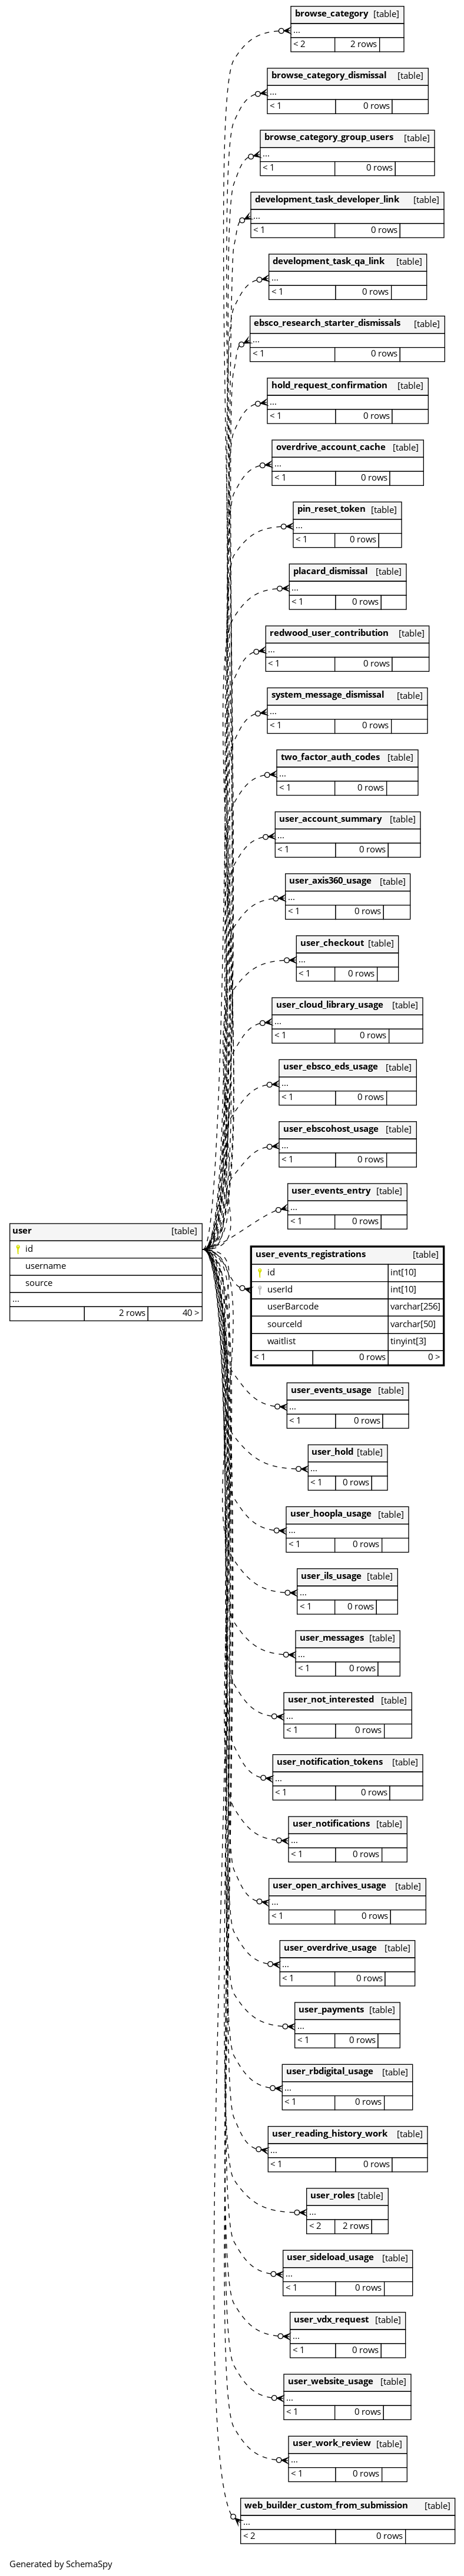 browse_category [table]
...
< 2 2 rows
browse_category_dismissal [table]
...
< 1 0 rows
browse_category_group_users [table]
...
< 1 0 rows
development_task_developer_link [table]
...
< 1 0 rows
development_task_qa_link [table]
...
< 1 0 rows
ebsco_research_starter_dismissals [table]
...
< 1 0 rows
hold_request_confirmation [table]
...
< 1 0 rows
overdrive_account_cache [table]
...
< 1 0 rows
pin_reset_token [table]
...
< 1 0 rows
placard_dismissal [table]
...
< 1 0 rows
redwood_user_contribution [table]
...
< 1 0 rows
system_message_dismissal [table]
...
< 1 0 rows
two_factor_auth_codes [table]
...
< 1 0 rows
user_account_summary [table]
...
< 1 0 rows
user_axis360_usage [table]
...
< 1 0 rows
user_checkout [table]
...
< 1 0 rows
user_cloud_library_usage [table]
...
< 1 0 rows
user_ebsco_eds_usage [table]
...
< 1 0 rows
user_ebscohost_usage [table]
...
< 1 0 rows
user_events_entry [table]
...
< 1 0 rows
user [table]
id
username
source
...
2 rows 40 >
user_events_registrations [table]
id int[10]
userId int[10]
userBarcode varchar[256]
sourceId varchar[50]
waitlist tinyint[3]
< 1 0 rows 0 >
user_events_usage [table]
...
< 1 0 rows
user_hold [table]
...
< 1 0 rows
user_hoopla_usage [table]
...
< 1 0 rows
user_ils_usage [table]
...
< 1 0 rows
user_messages [table]
...
< 1 0 rows
user_not_interested [table]
...
< 1 0 rows
user_notification_tokens [table]
...
< 1 0 rows
user_notifications [table]
...
< 1 0 rows
user_open_archives_usage [table]
...
< 1 0 rows
user_overdrive_usage [table]
...
< 1 0 rows
user_payments [table]
...
< 1 0 rows
user_rbdigital_usage [table]
...
< 1 0 rows
user_reading_history_work [table]
...
< 1 0 rows
user_roles [table]
...
< 2 2 rows
user_sideload_usage [table]
...
< 1 0 rows
user_vdx_request [table]
...
< 1 0 rows
user_website_usage [table]
...
< 1 0 rows
user_work_review [table]
...
< 1 0 rows
web_builder_custom_from_submission [table]
...
< 2 0 rows
Generated by SchemaSpy